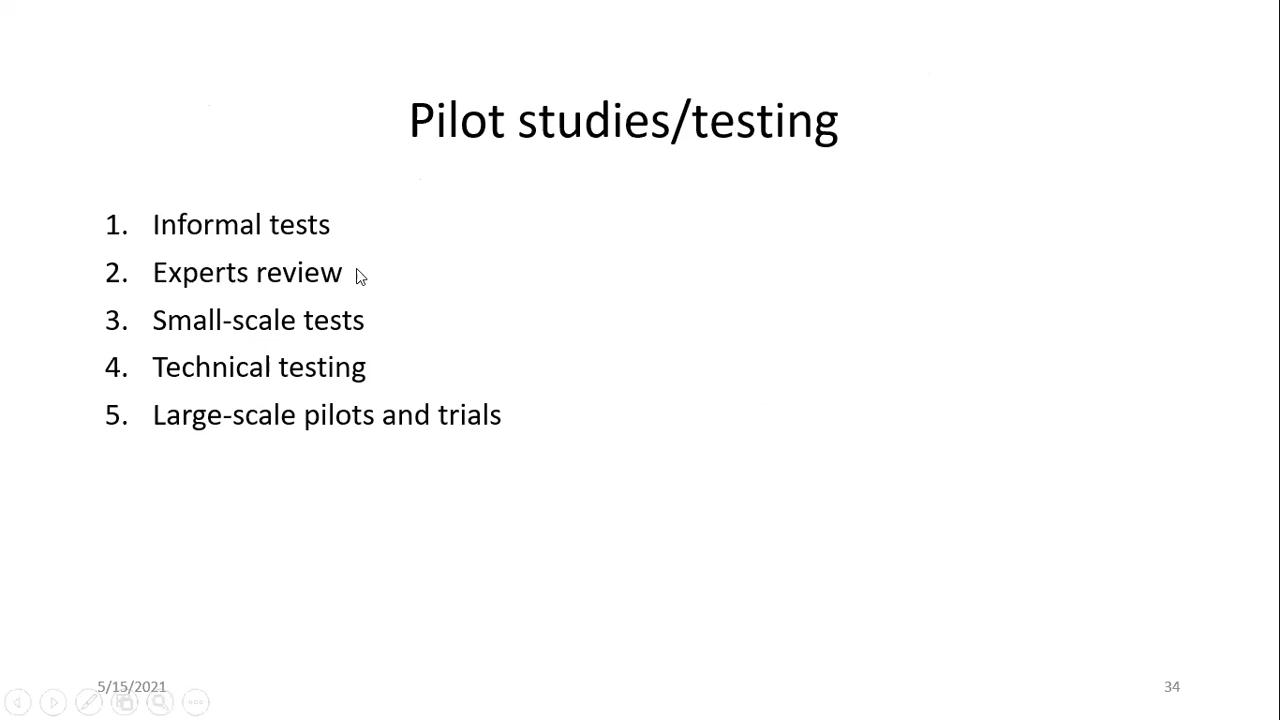 Pilot studies/testing
1. Informal tests
2. Experts review
3. Small-scale tests
4. Technical testing
5. Large-scale pilots and trials
5/15/2021
34